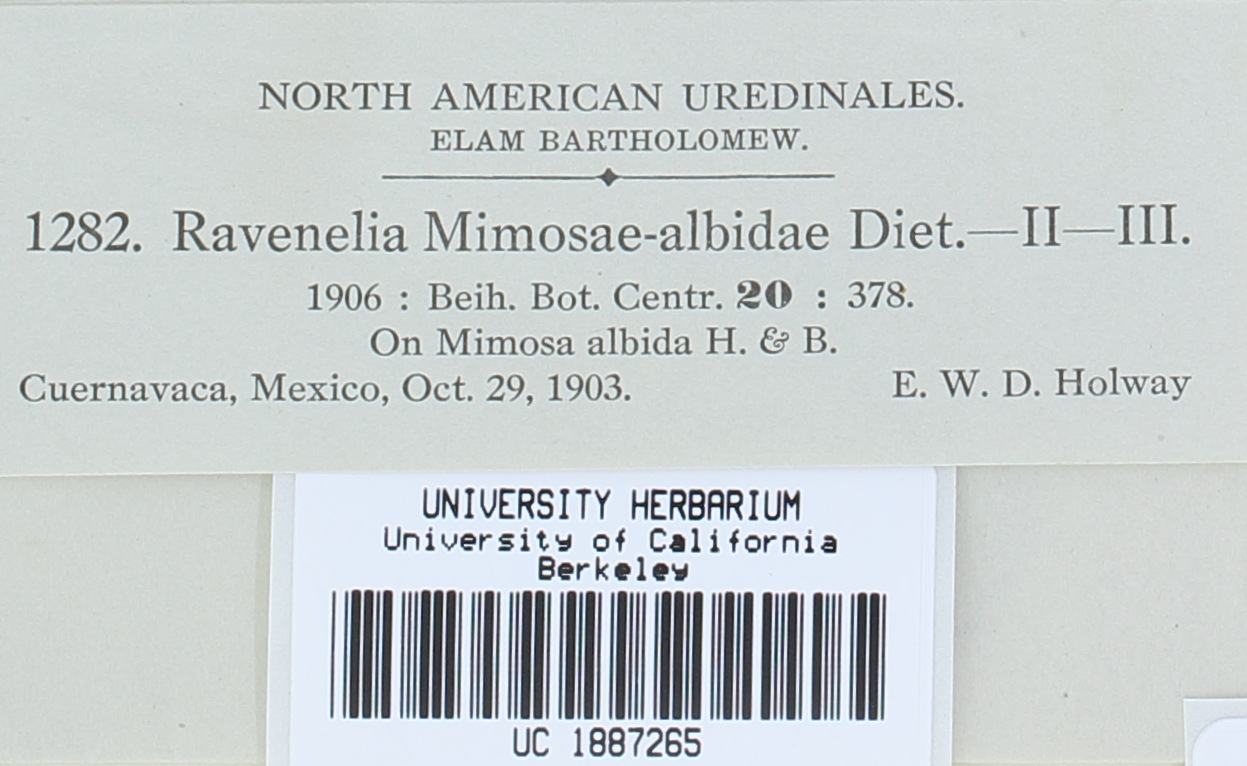 NORTH AMERICAN UREDINALES.
ELAM BARTHOLOMEW.
1282. Ravenelia Mimosae-albidae Diet.—II—III.
1906 : Beih. Bot. Centr. 20 : 378.
On Mimosa albida H. & B.
Cuernavaca, Mexico, Oct. 29, 1903. E. W. D. Holway
UNIVERSITY HERBARIUM
University of California
Berkeley
UC 1887265